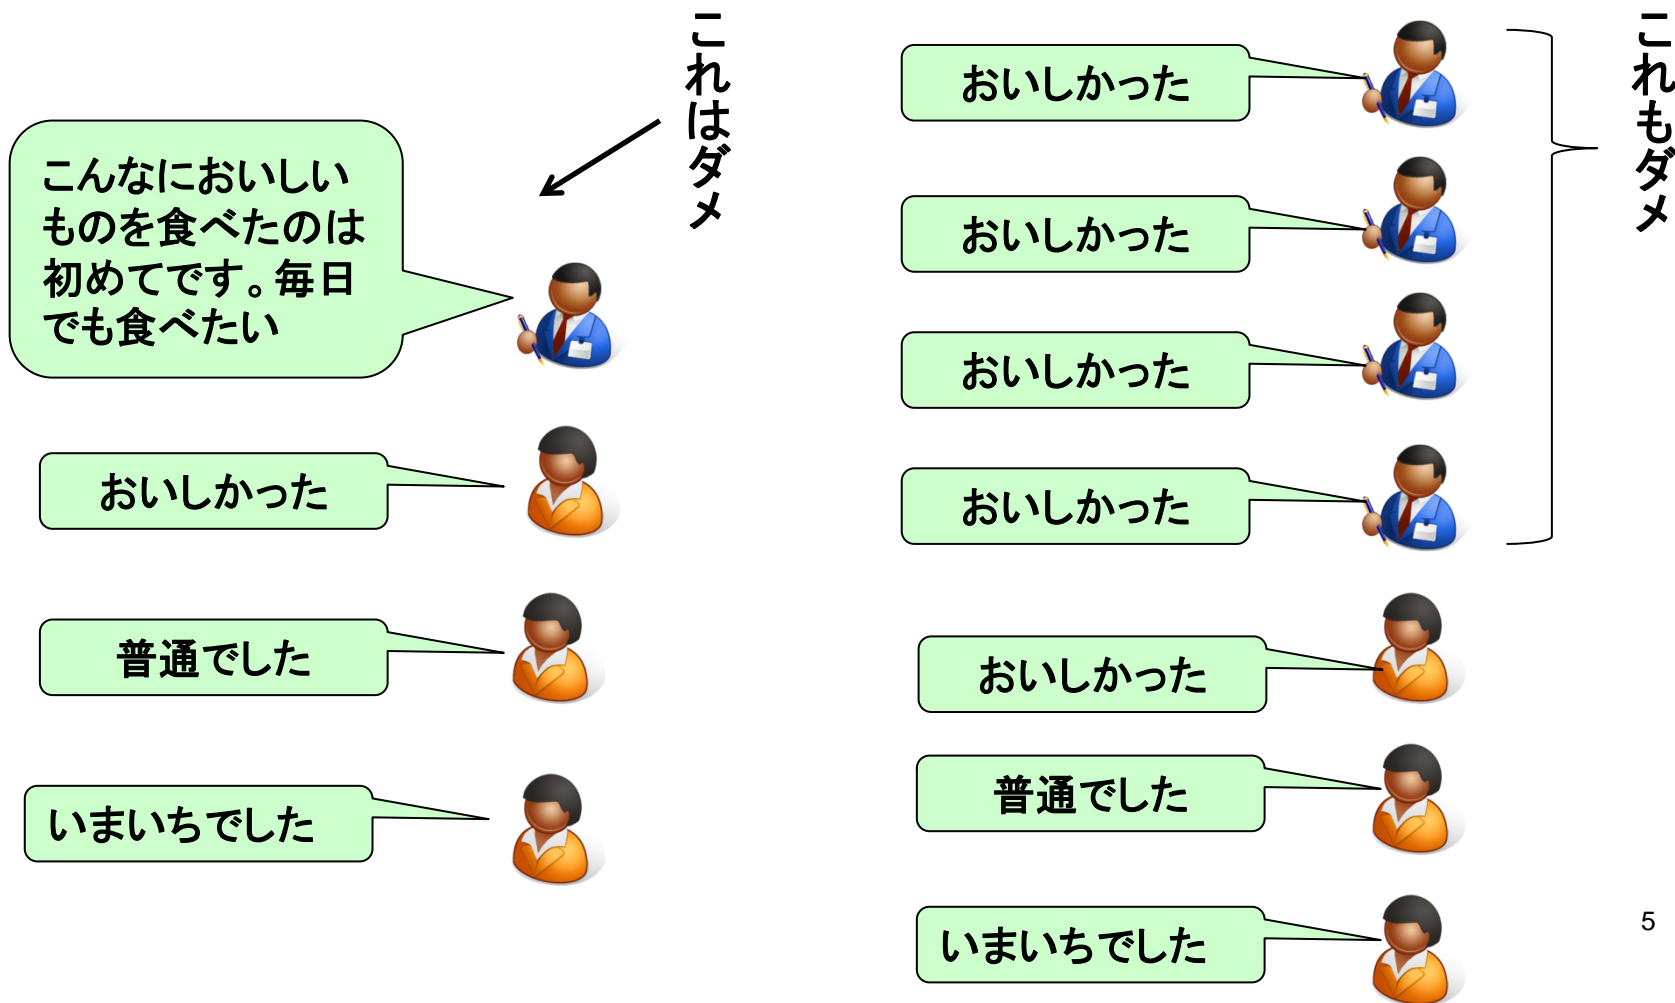 これはダメ
こんなにおいしい
ものを食べたのは
初めてです。毎日
でも食べたい
おいしかった
普通でした
いまいちでした
これもダメ
おいしかった
おいしかった
おいしかった
おいしかった
おいしかった
普通でした
いまいちでした
5